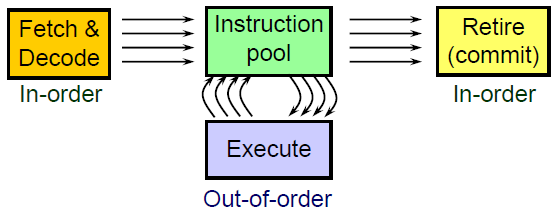 Fetch &
Decode
In-order
Instruction
pool
Retire
(commit)
In-order
Execute
Out-of-order